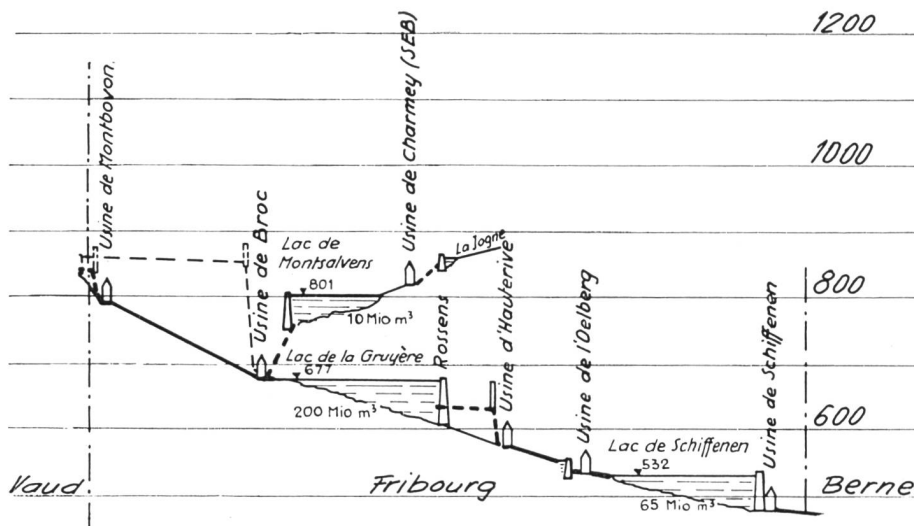 1200
1000
800
600
Usine de Montbovon.
Usine de Broc
Usine de Charmey (SEB)
Lac de
Montsalvens
801
10 Mio m³
La Jogne
Lac de la Gruyère
677
200 Mio m³
Rossens
Usine d'Hauterive
Usine de l'Oelberg
Lac de Schiffenen
532
65 Mio m³
Usine de Schiffenen
Vaud
Fribourg
Berne